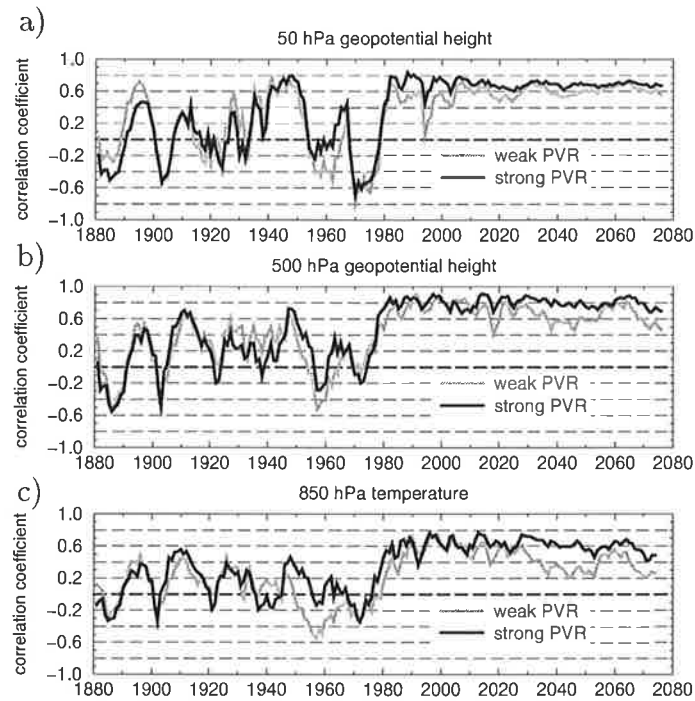 a)
50 hPa geopotential height
correlation coefficient
1.0
0.6
0.2
−0.2
−0.6
−1.0
weak PVR
strong PVR
1880 1900 1920 1940 1960 1980 2000 2020 2040 2060 2080
b)
500 hPa geopotential height
correlation coefficient
1.0
0.6
0.2
−0.2
−0.6
−1.0
weak PVR
strong PVR
1880 1900 1920 1940 1960 1980 2000 2020 2040 2060 2080
c)
850 hPa temperature
correlation coefficient
1.0
0.6
0.2
−0.2
−0.6
−1.0
weak PVR
strong PVR
1880 1900 1920 1940 1960 1980 2000 2020 2040 2060 2080